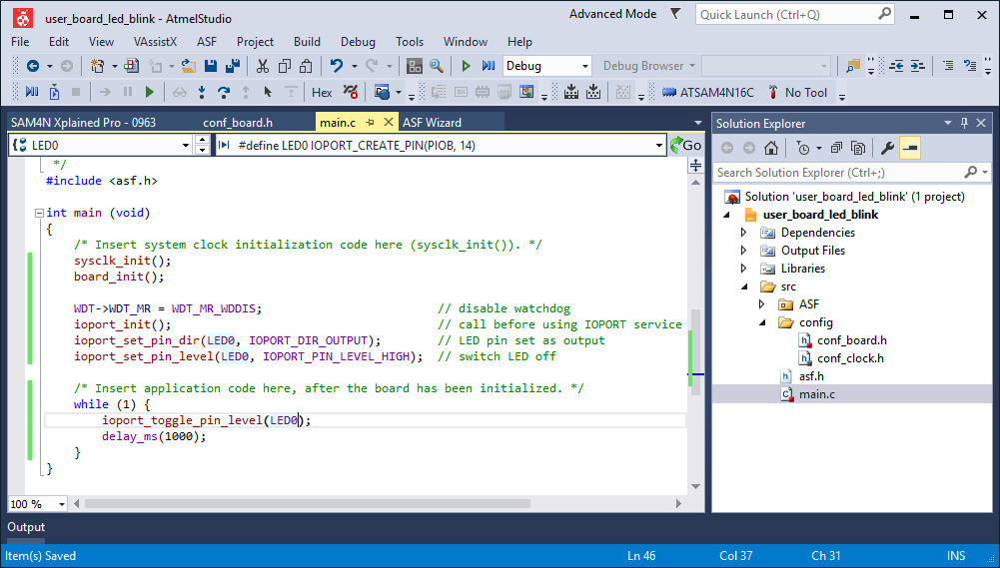 user_board_led_blink - AtmelStudio
Advanced Mode
Quick Launch (Ctrl+Q)
File Edit View VAssistX ASF Project Build Debug Tools Window Help
Debug
Debug Browser
Hex
ATSAM4N16C
No Tool
SAM4N Xplained Pro - 0963
conf_board.h
main.c
ASF Wizard
LED0
#define LED0 IOPORT_CREATE_PIN(PIOB, 14)
Go
*/
#include <asf.h>
int main (void)
{
/* Insert system clock initialization code here (sysclk_init()). */
sysclk_init();
board_init();
WDT->WDT_MR = WDT_MR_WDDIS; // disable watchdog
ioport_init(); // call before using IOPORT service
ioport_set_pin_dir(LED0, IOPORT_DIR_OUTPUT); // LED pin set as output
ioport_set_pin_level(LED0, IOPORT_PIN_LEVEL_HIGH); // switch LED off
/* Insert application code here, after the board has been initialized. */
while (1) {
ioport_toggle_pin_level(LED0);
delay_ms(1000);
}
}
100 %
Solution Explorer
Search Solution Explorer (Ctrl+;)
Solution 'user_board_led_blink' (1 project)
user_board_led_blink
Dependencies
Output Files
Libraries
src
ASF
config
conf_board.h
conf_clock.h
asf.h
main.c
Output
Item(s) Saved
Ln 46
Col 37
Ch 31
INS